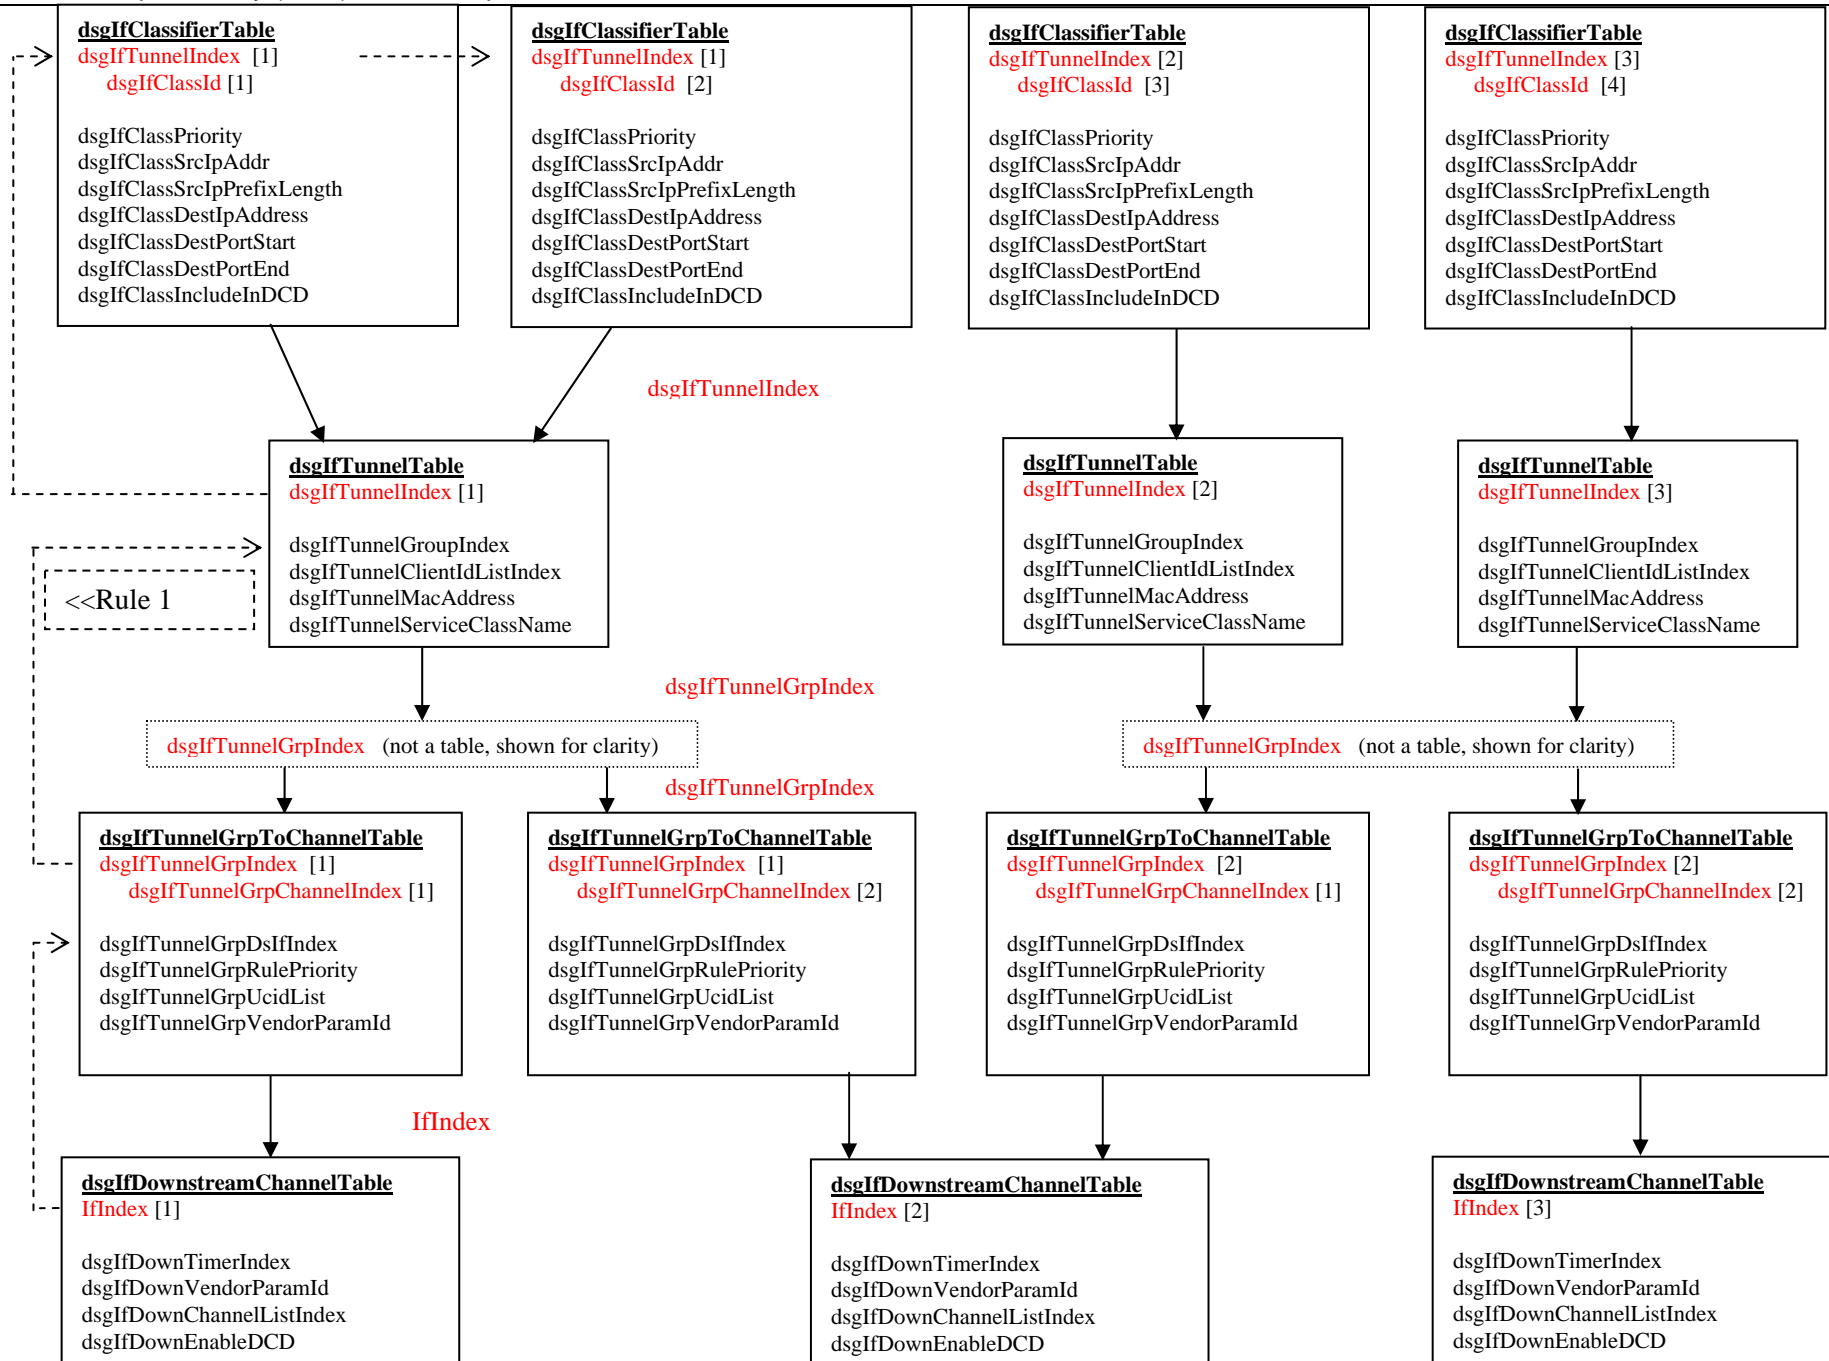 dsgIfClassifierTable
dsgIfTunnelIndex [1]
dsgIfClassId [1]
dsgIfClassPriority
dsgIfClassSrcIpAddr
dsgIfClassSrcIpPrefixLength
dsgIfClassDestIpAddress
dsgIfClassDestPortStart
dsgIfClassDestPortEnd
dsgIfClassIncludeInDCD
dsgIfClassifierTable
dsgIfTunnelIndex [1]
dsgIfClassId [2]
dsgIfClassPriority
dsgIfClassSrcIpAddr
dsgIfClassSrcIpPrefixLength
dsgIfClassDestIpAddress
dsgIfClassDestPortStart
dsgIfClassDestPortEnd
dsgIfClassIncludeInDCD
dsgIfClassifierTable
dsgIfTunnelIndex [2]
dsgIfClassId [3]
dsgIfClassPriority
dsgIfClassSrcIpAddr
dsgIfClassSrcIpPrefixLength
dsgIfClassDestIpAddress
dsgIfClassDestPortStart
dsgIfClassDestPortEnd
dsgIfClassIncludeInDCD
dsgIfClassifierTable
dsgIfTunnelIndex [3]
dsgIfClassId [4]
dsgIfClassPriority
dsgIfClassSrcIpAddr
dsgIfClassSrcIpPrefixLength
dsgIfClassDestIpAddress
dsgIfClassDestPortStart
dsgIfClassDestPortEnd
dsgIfClassIncludeInDCD
dsgIfTunnelIndex
dsgIfTunnelTable
dsgIfTunnelIndex [1]
dsgIfTunnelGroupIndex
dsgIfTunnelClientIdListIndex
dsgIfTunnelMacAddress
dsgIfTunnelServiceClassName
dsgIfTunnelTable
dsgIfTunnelIndex [2]
dsgIfTunnelGroupIndex
dsgIfTunnelClientIdListIndex
dsgIfTunnelMacAddress
dsgIfTunnelServiceClassName
dsgIfTunnelTable
dsgIfTunnelIndex [3]
dsgIfTunnelGroupIndex
dsgIfTunnelClientIdListIndex
dsgIfTunnelMacAddress
dsgIfTunnelServiceClassName
<<Rule 1
dsgIfTunnelGrpIndex
dsgIfTunnelGrpIndex (not a table, shown for clarity)
dsgIfTunnelGrpIndex (not a table, shown for clarity)
dsgIfTunnelGrpIndex
dsgIfTunnelGrpToChannelTable
dsgIfTunnelGrpIndex [1]
dsgIfTunnelGrpChannelIndex [1]
dsgIfTunnelGrpDsIfIndex
dsgIfTunnelGrpRulePriority
dsgIfTunnelGrpUcidList
dsgIfTunnelGrpVendorParamId
dsgIfTunnelGrpToChannelTable
dsgIfTunnelGrpIndex [1]
dsgIfTunnelGrpChannelIndex [2]
dsgIfTunnelGrpDsIfIndex
dsgIfTunnelGrpRulePriority
dsgIfTunnelGrpUcidList
dsgIfTunnelGrpVendorParamId
dsgIfTunnelGrpToChannelTable
dsgIfTunnelGrpIndex [2]
dsgIfTunnelGrpChannelIndex [1]
dsgIfTunnelGrpDsIfIndex
dsgIfTunnelGrpRulePriority
dsgIfTunnelGrpUcidList
dsgIfTunnelGrpVendorParamId
dsgIfTunnelGrpToChannelTable
dsgIfTunnelGrpIndex [2]
dsgIfTunnelGrpChannelIndex [2]
dsgIfTunnelGrpDsIfIndex
dsgIfTunnelGrpRulePriority
dsgIfTunnelGrpUcidList
dsgIfTunnelGrpVendorParamId
IfIndex
dsgIfDownstreamChannelTable
IfIndex [1]
dsgIfDownTimerIndex
dsgIfDownVendorParamId
dsgIfDownChannelListIndex
dsgIfDownEnableDCD
dsgIfDownstreamChannelTable
IfIndex [2]
dsgIfDownTimerIndex
dsgIfDownVendorParamId
dsgIfDownChannelListIndex
dsgIfDownEnableDCD
dsgIfDownstreamChannelTable
IfIndex [3]
dsgIfDownTimerIndex
dsgIfDownVendorParamId
dsgIfDownChannelListIndex
dsgIfDownEnableDCD